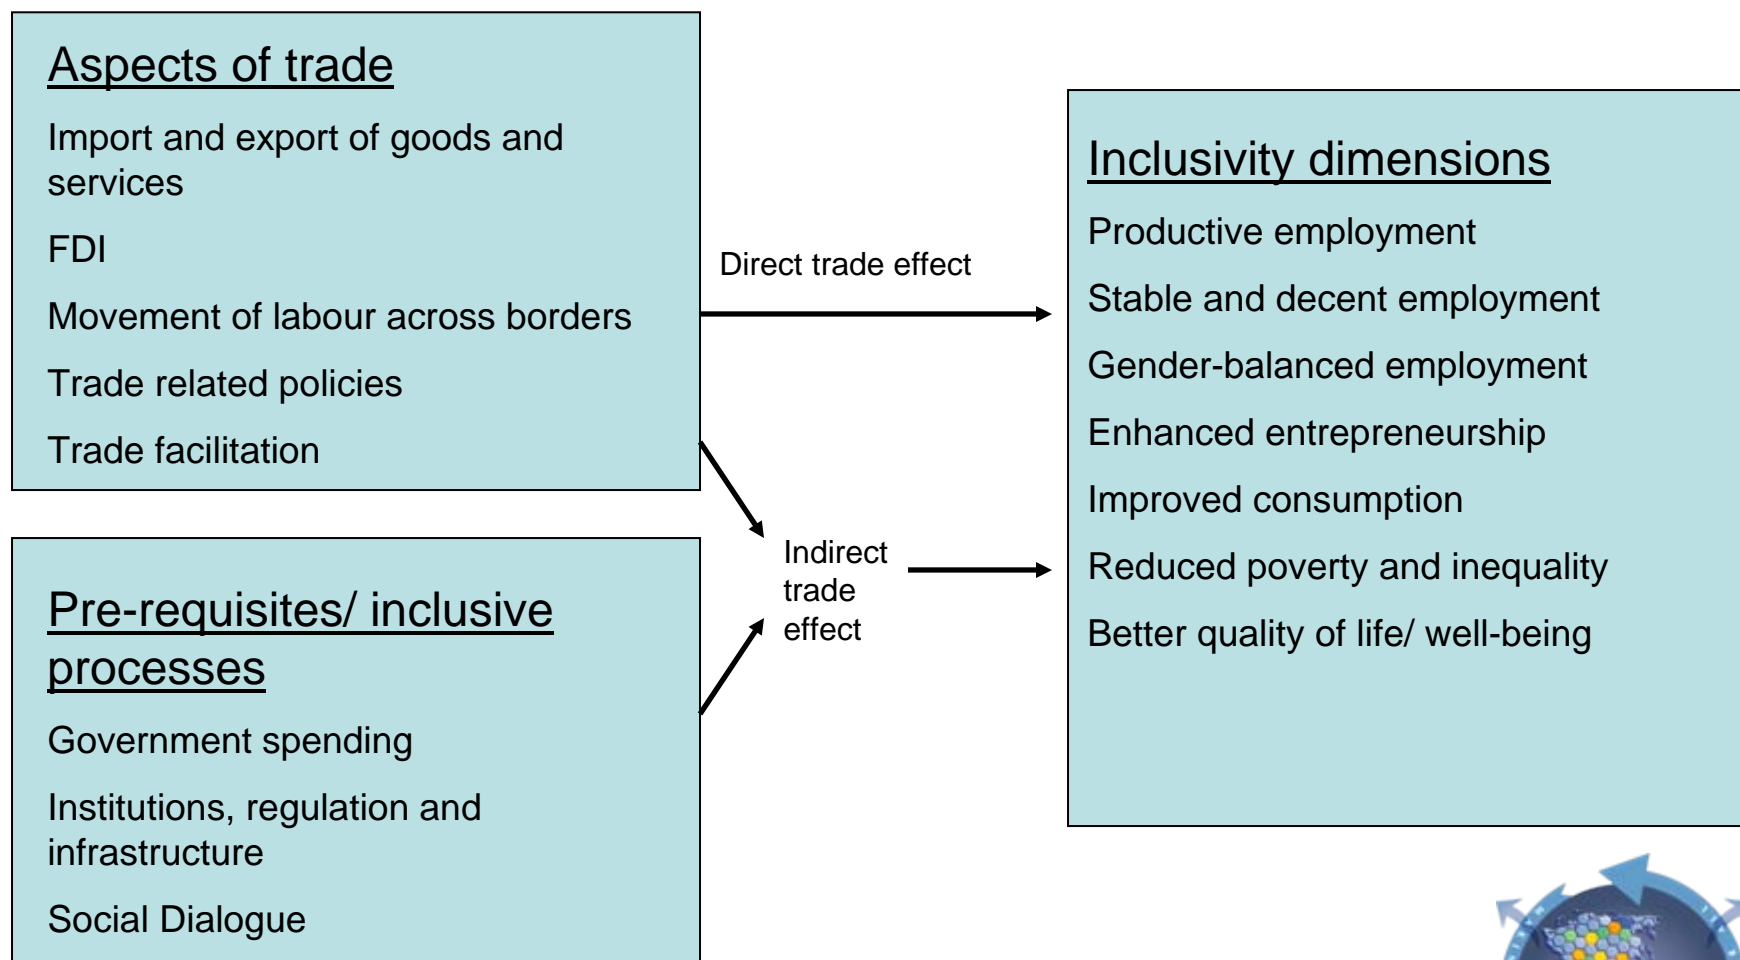 Aspects of trade
Import and export of goods and
services
FDI
Movement of labour across borders
Trade related policies
Trade facilitation
Pre-requisites/ inclusive
processes
Government spending
Institutions, regulation and
infrastructure
Social Dialogue
Direct trade effect
Indirect
trade
effect
Inclusivity dimensions
Productive employment
Stable and decent employment
Gender-balanced employment
Enhanced entrepreneurship
Improved consumption
Reduced poverty and inequality
Better quality of life/ well-being